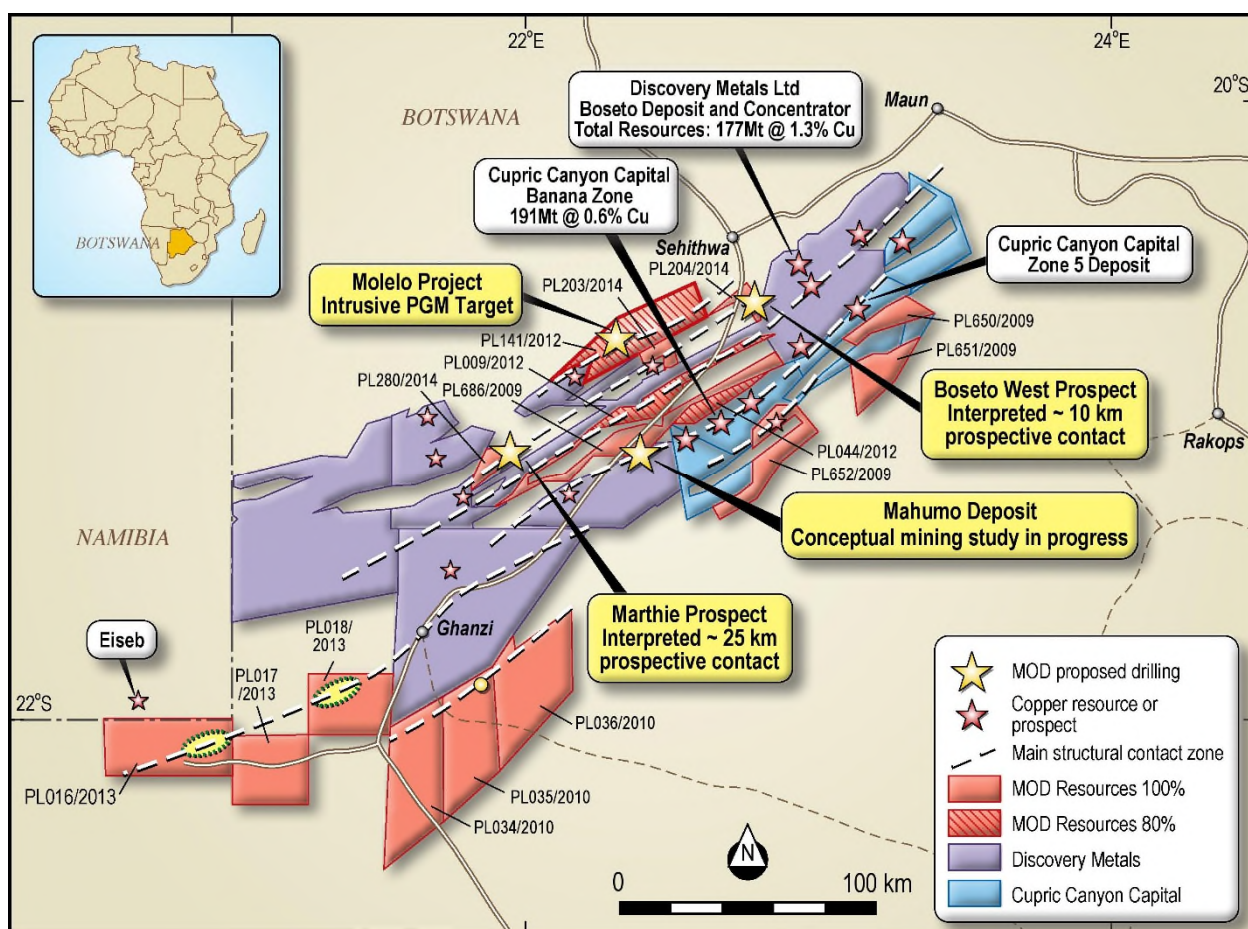 22°E
24°E
20°S
BOTSWANA
Discovery Metals Ltd
Boseto Deposit and Concentrator
Total Resources: 177Mt @ 1.3% Cu
Maun
Cupric Canyon Capital
Banana Zone
191Mt @ 0.6% Cu
BOTSWANA
Sehithwa
PL204/2014
Cupric Canyon Capital
Zone 5 Deposit
Molelo Project
Intrusive PGM Target
PL203/2014
PL141/2012
PL009/2012
PL686/2009
PL280/2014
PL650/2009
PL651/2009
Boseto West Prospect
Interpreted ~ 10 km
prospective contact
Rakops
PL044/2012
PL652/2009
Mahumo Deposit
Conceptual mining study in progress
NAMIBIA
Marthie Prospect
Interpreted ~ 25 km
prospective contact
Ghanzi
Eiseb
PL018/
2013
PL017
/2013
22°S
PL016/2013
PL036/2010
PL035/2010
PL034/2010
N
0
100 km
MOD proposed drilling
Copper resource or
prospect
Main structural contact zone
MOD Resources 100%
MOD Resources 80%
Discovery Metals
Cupric Canyon Capital